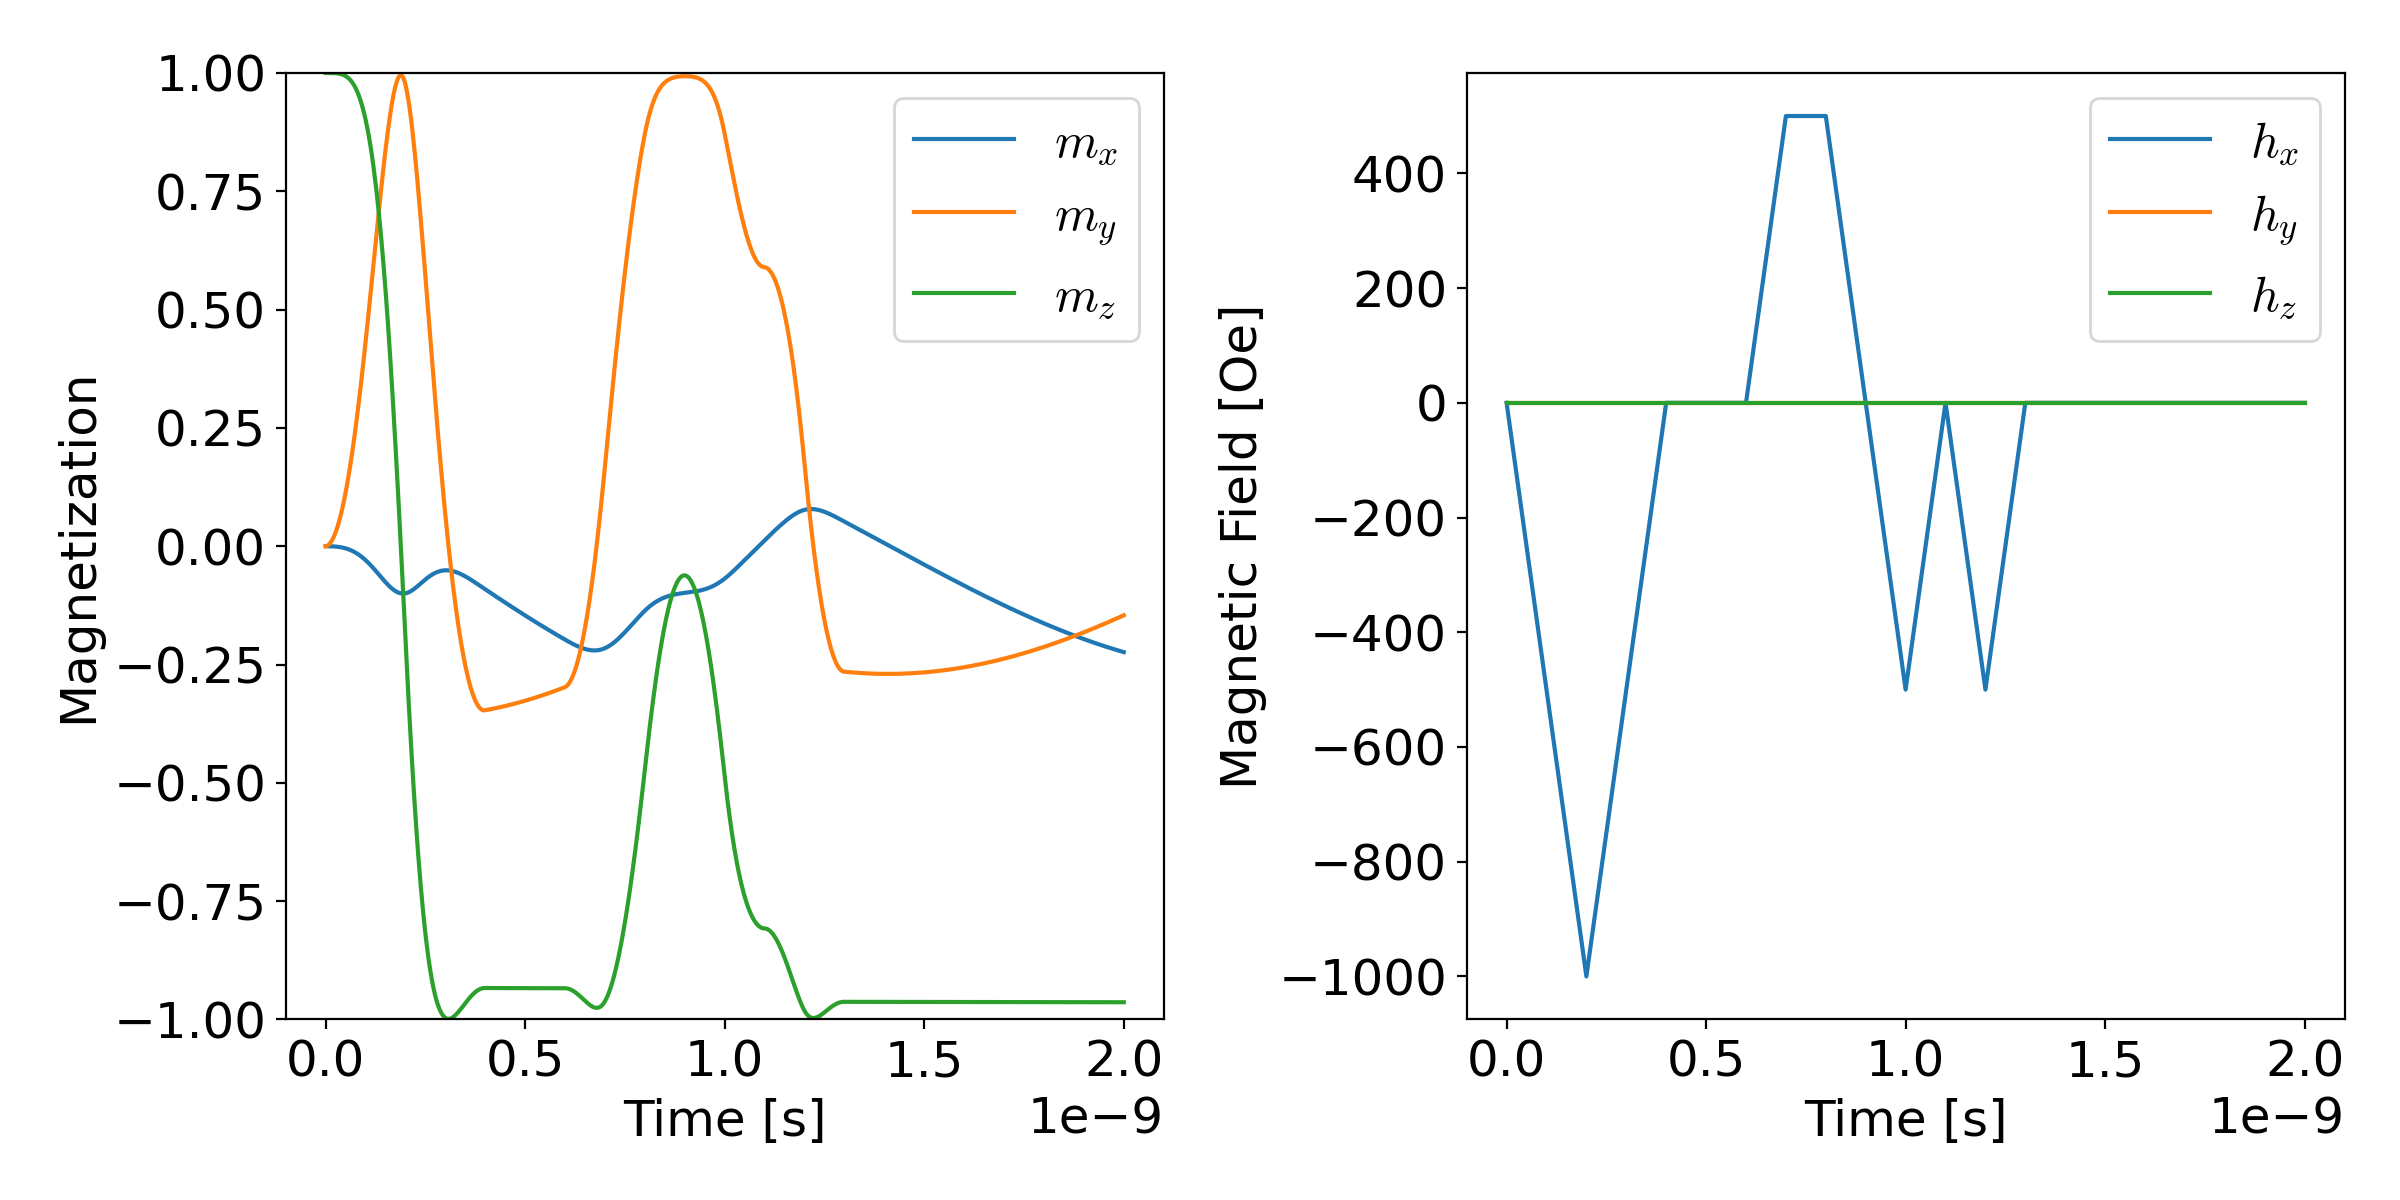 Magnetization
1.00
0.75
0.50
0.25
0.00
−0.25
−0.50
−0.75
−1.00
0.0 0.5 1.0 1.5 2.0
Time [s]
1e−9
m_x
m_y
m_z
Magnetic Field [Oe]
400
200
0
−200
−400
−600
−800
−1000
0.0 0.5 1.0 1.5 2.0
Time [s]
1e−9
h_x
h_y
h_z